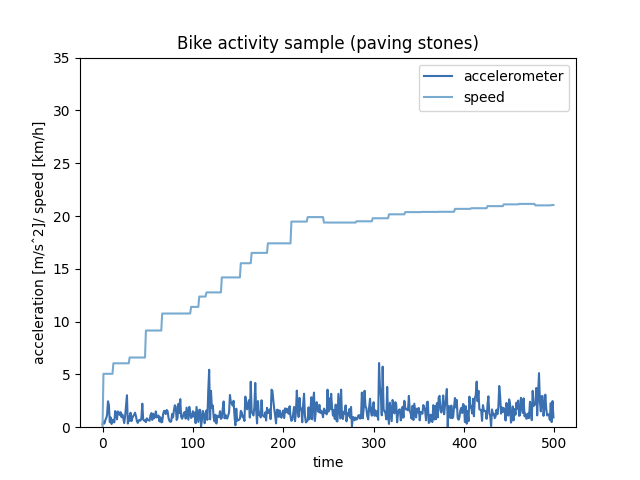 Bike activity sample (paving stones)
accelerometer
speed
35
30
25
20
15
10
5
0
acceleration [m/s^2]/ speed [km/h]
0 100 200 300 400 500
time